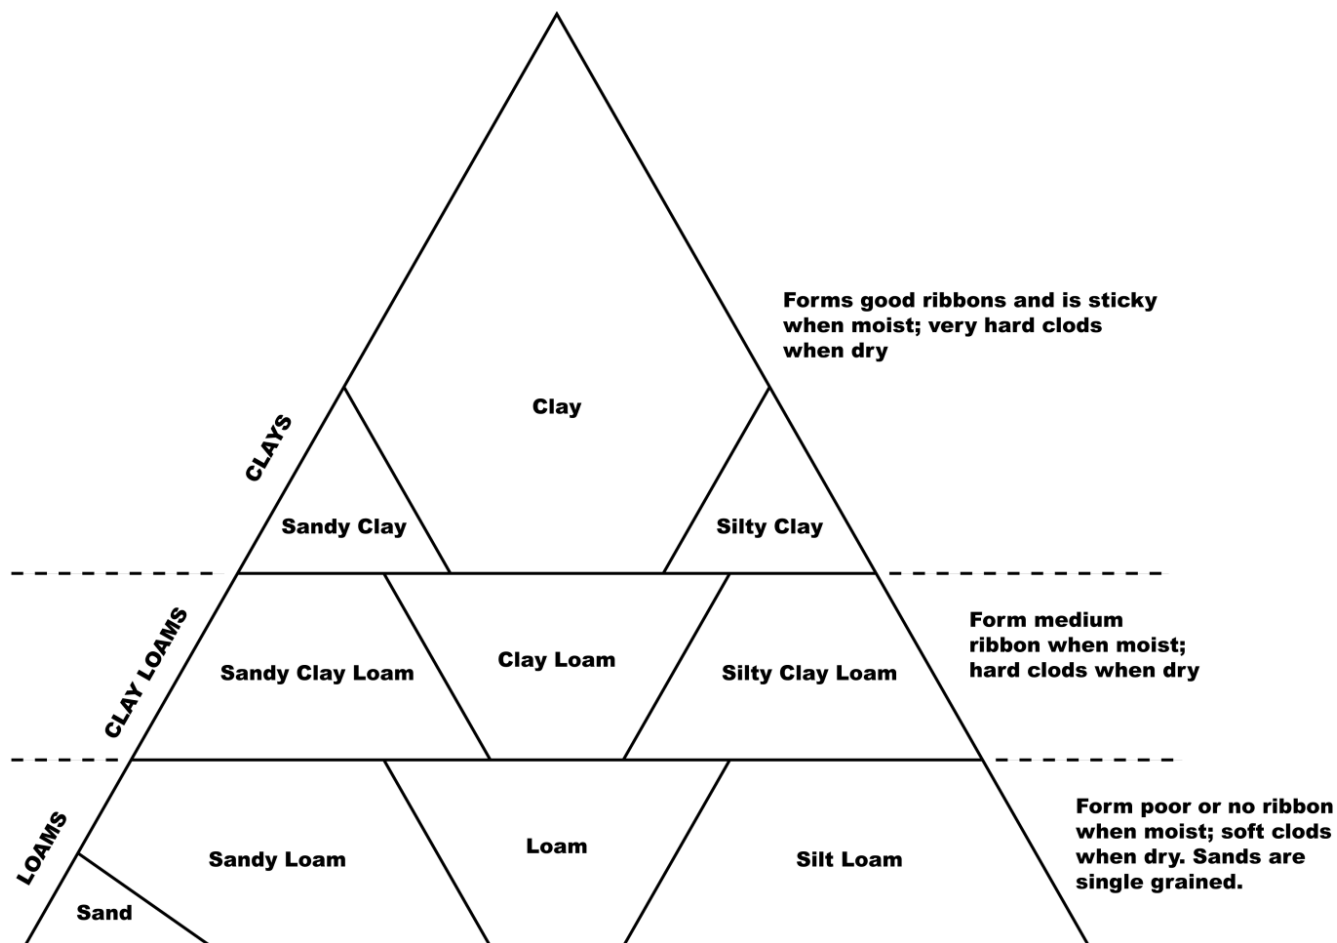 Forms good ribbons and is sticky
when moist; very hard clods
when dry
Clay
CLAYS
Sandy Clay
Silty Clay
CLAY LOAMS
Form medium
ribbon when moist;
hard clods when dry
Sandy Clay Loam
Clay Loam
Silty Clay Loam
LOAMS
Form poor or no ribbon
when moist; soft clods
when dry. Sands are
single grained.
Sandy Loam
Loam
Silt Loam
Sand